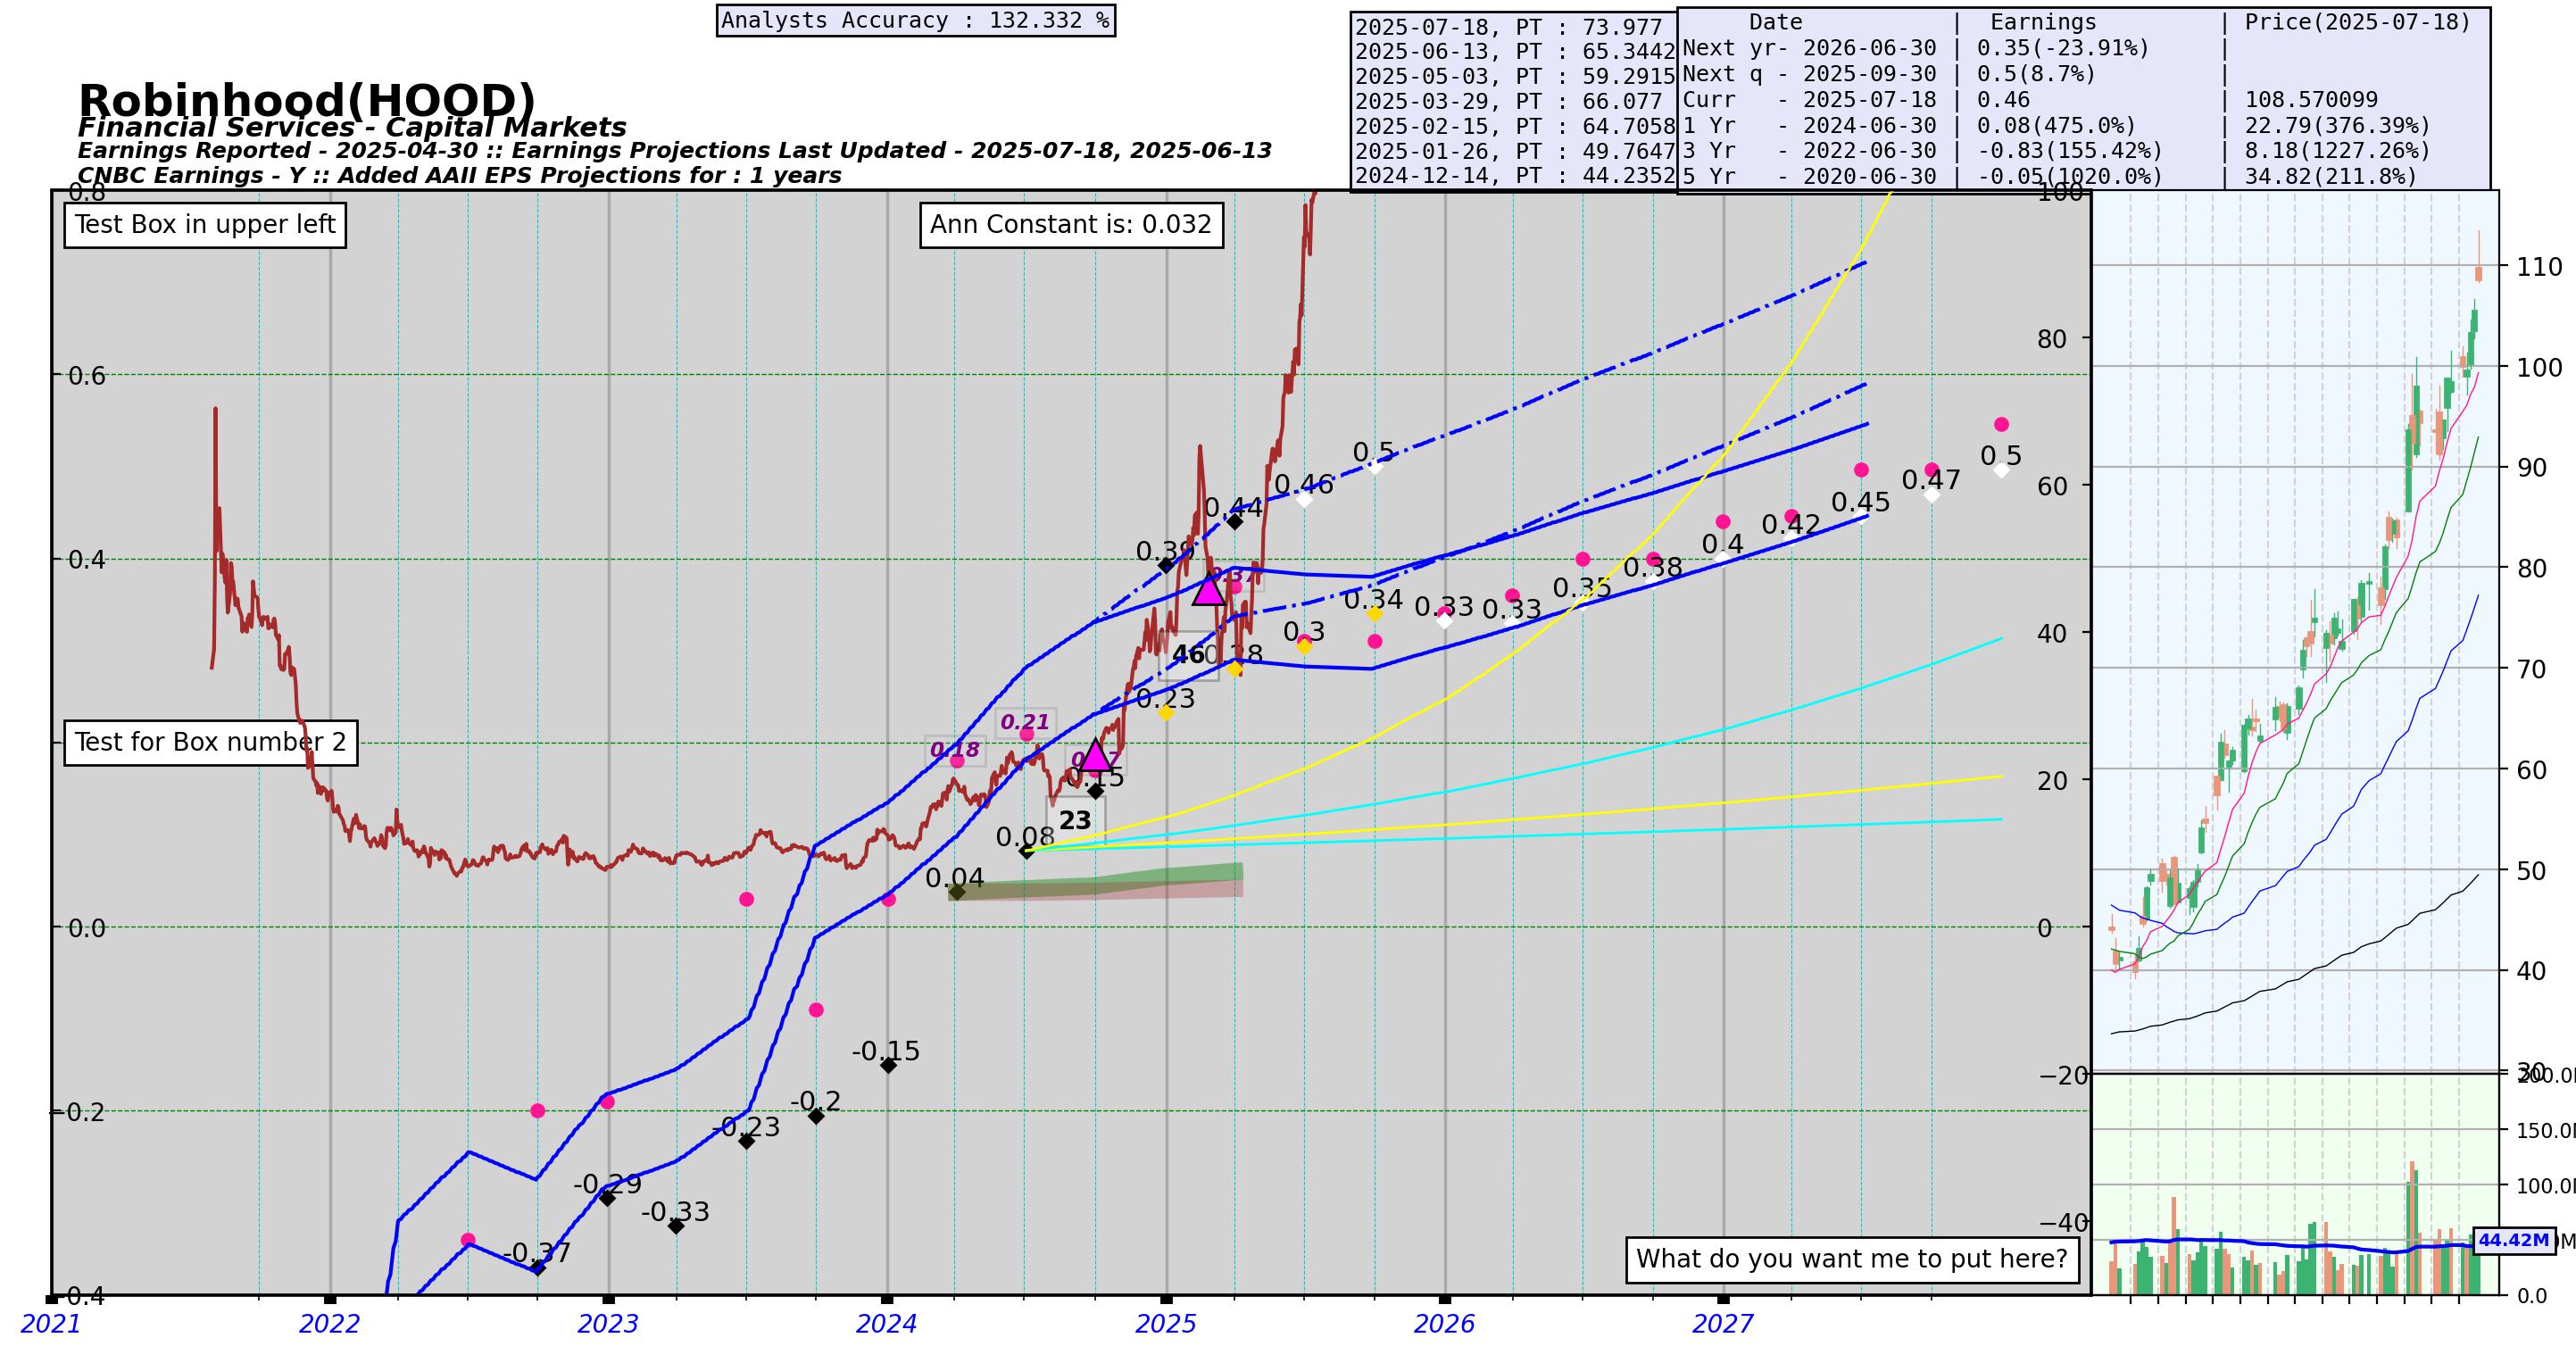 Analysts Accuracy : 132.332 %
2025-07-18, PT : 73.977
2025-06-13, PT : 65.3442
2025-05-03, PT : 59.2915
2025-03-29, PT : 66.077
2025-02-15, PT : 64.7058
2025-01-26, PT : 49.7647
2024-12-14, PT : 44.2352
Date | Earnings | Price(2025-07-18)
Next yr- 2026-06-30 | 0.35(-23.91%) |
Next q - 2025-09-30 | 0.5(8.7%) |
Curr - 2025-07-18 | 0.46 | 108.570099
1 Yr - 2024-06-30 | 0.08(475.0%) | 22.79(376.39%)
3 Yr - 2022-06-30 | -0.83(155.42%) | 8.18(1227.26%)
5 Yr - 2020-06-30 | -0.05(1020.0%) | 34.82(211.8%)
Robinhood(HOOD)
Financial Services - Capital Markets
Earnings Reported - 2025-04-30 :: Earnings Projections Last Updated - 2025-07-18, 2025-06-13
CNBC Earnings - Y :: Added AAII EPS Projections for : 1 years
Test Box in upper left
Ann Constant is: 0.032
Test for Box number 2
What do you want me to put here?
0.8
0.6
0.4
0.0
−0.2
−0.4
100
80
60
40
20
0
−20
−40
110
100
90
80
70
60
50
40
30
200.0
150.0
100.0
44.42M
0.0
-0.37
-0.29
-0.33
-0.23
-0.2
-0.15
0.04
0.08
0.15
0.18
0.21
23
46
0.39
0.44
0.46
0.5
0.37
0.23
0.28
0.3
0.34
0.33
0.33
0.35
0.38
0.4
0.42
0.45
0.47
0.5
2021 2022 2023 2024 2025 2026 2027